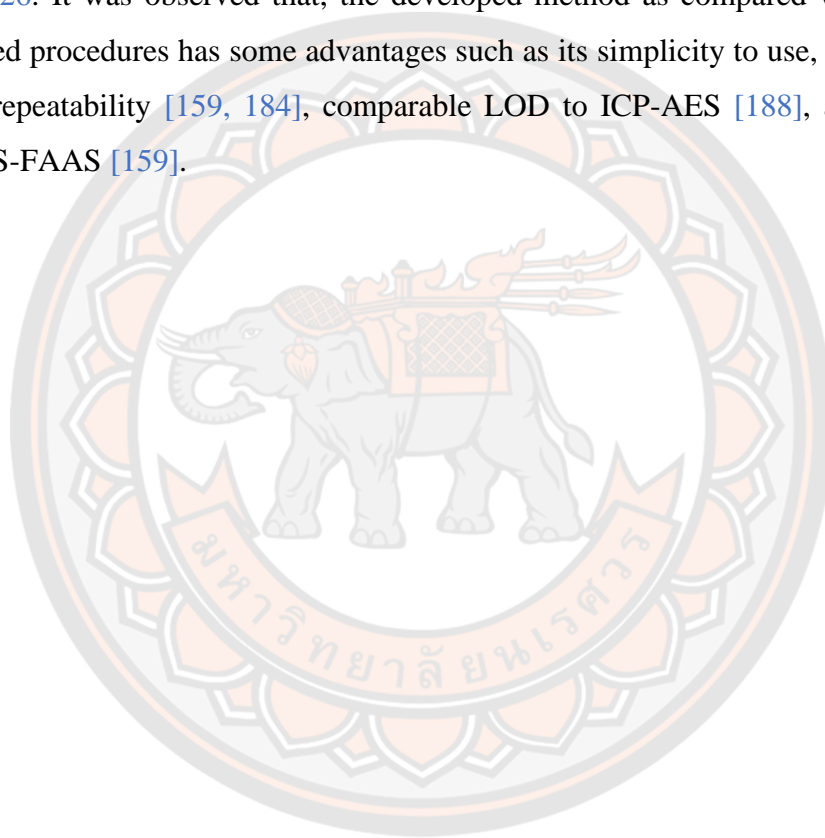 28. It was observed that, the developed method as compared
ed procedures has some advantages such as its simplicity to use,
repeatability [159, 184], comparable LOD to ICP-AES [188],
S-FAAS [159].
มหาวิทยาลัยนเรศวร